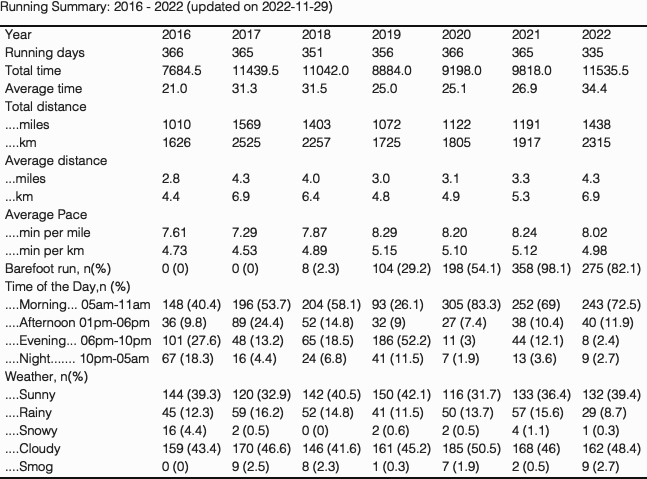 Running Summary: 2016 - 2022 (updated on 2022-11-29)
Year 2016 2017 2018 2019 2020 2021 2022
Running days 366 365 351 356 366 365 335
Total time 7684.5 11439.5 11042.0 8884.0 9198.0 9818.0 11535.5
Average time 21.0 31.3 31.5 25.0 25.1 26.9 34.4
Total distance
....miles 1010 1569 1403 1072 1122 1191 1438
....km 1626 2525 2257 1725 1805 1917 2315
Average distance
...miles 2.8 4.3 4.0 3.0 3.1 3.3 4.3
...km 4.4 6.9 6.4 4.8 4.9 5.3 6.9
Average Pace
....min per mile 7.61 7.29 7.87 8.29 8.20 8.24 8.02
....min per km 4.73 4.53 4.89 5.15 5.10 5.12 4.98
Barefoot run, n(%) 0 (0) 0 (0) 8 (2.3) 104 (29.2) 198 (54.1) 358 (98.1) 275 (82.1)
Time of the Day,n (%)
....Morning... 05am-11am 148 (40.4) 196 (53.7) 204 (58.1) 93 (26.1) 305 (83.3) 252 (69) 243 (72.5)
....Afternoon 01pm-06pm 36 (9.8) 89 (24.4) 52 (14.8) 32 (9) 27 (7.4) 38 (10.4) 40 (11.9)
....Evening... 06pm-10pm 101 (27.6) 48 (13.2) 65 (18.5) 186 (52.2) 11 (3) 44 (12.1) 8 (2.4)
....Night....... 10pm-05am 67 (18.3) 16 (4.4) 24 (6.8) 41 (11.5) 7 (1.9) 13 (3.6) 9 (2.7)
Weather, n(%)
....Sunny 144 (39.3) 120 (32.9) 142 (40.5) 150 (42.1) 116 (31.7) 133 (36.4) 132 (39.4)
....Rainy 45 (12.3) 59 (16.2) 52 (14.8) 41 (11.5) 50 (13.7) 57 (15.6) 29 (8.7)
....Snowy 16 (4.4) 2 (0.5) 0 (0) 2 (0.6) 2 (0.5) 4 (1.1) 1 (0.3)
....Cloudy 159 (43.4) 170 (46.6) 146 (41.6) 161 (45.2) 185 (50.5) 168 (46) 162 (48.4)
....Smog 0 (0) 9 (2.5) 8 (2.3) 1 (0.3) 7 (1.9) 2 (0.5) 9 (2.7)